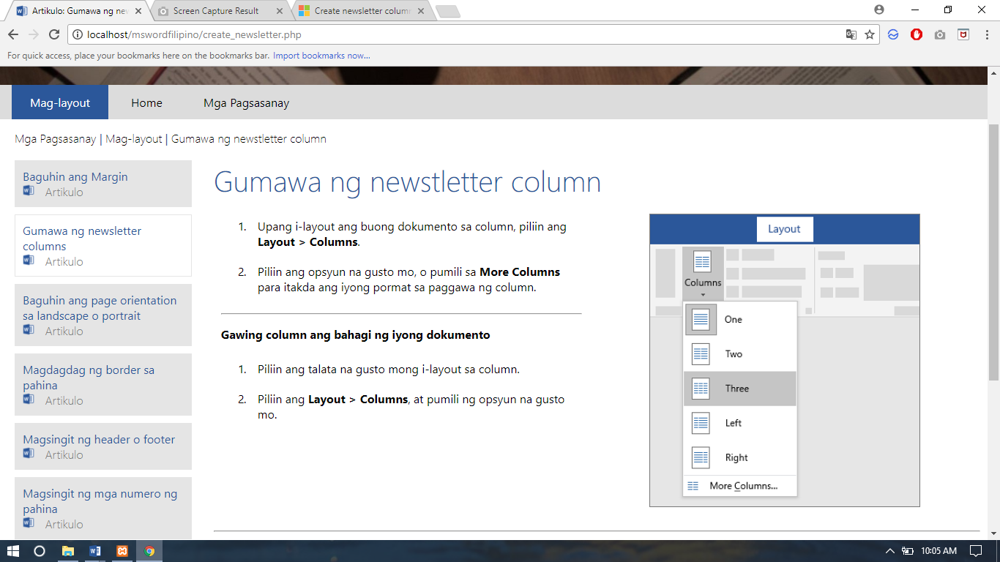 Artikulo: Gumawa ng new
Screen Capture Result
Create newsletter column
localhost/mswordfilipino/create_newsletter.php
For quick access, place your bookmarks here on the bookmarks bar. Import bookmarks now...
Mag-layout
Home
Mga Pagsasanay
Mga Pagsasanay | Mag-layout | Gumawa ng newstletter column
Baguhin ang Margin
Artikulo
Gumawa ng newsletter
columns
Artikulo
Baguhin ang page orientation
sa landscape o portrait
Artikulo
Magdagdag ng border sa
pahina
Artikulo
Magsingit ng header o footer
Artikulo
Magsingit ng mga numero ng
pahina
Artikulo
Gumawa ng newstletter column
1. Upang i-layout ang buong dokumento sa column, piliin ang
Layout > Columns.
2. Piliin ang opsyun na gusto mo, o pumili sa More Columns
para itakda ang iyong pormat sa paggawa ng column.
Gawing column ang bahagi ng iyong dokumento
1. Piliin ang talata na gusto mong i-layout sa column.
2. Piliin ang Layout > Columns, at pumili ng opsyun na gusto
mo.
Layout
Columns
One
Two
Three
Left
Right
More Columns...
10:05 AM